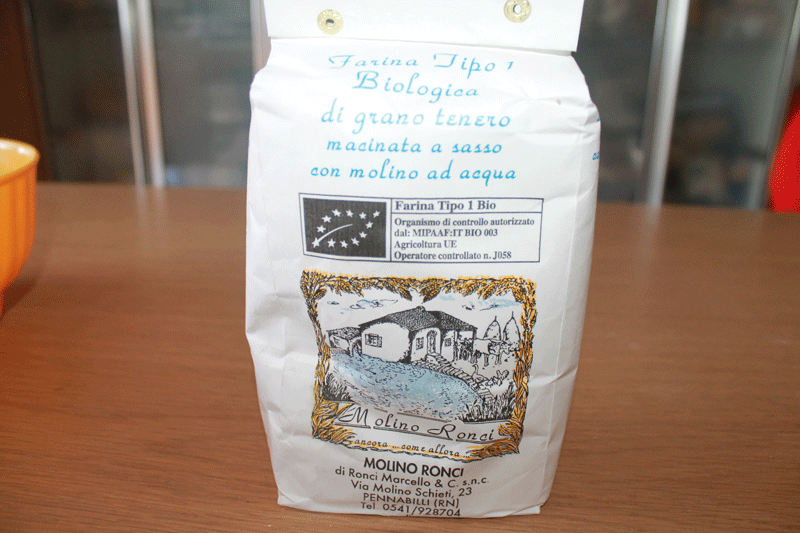 Farina Tipo 1
Biologica
di grano tenero
macinata a sasso
con molino ad acqua
Farina Tipo 1 Bio
Organismo di controllo autorizzato
dal: MIPAAF:IT BIO 003
Agricoltura UE
Operatore controllato n. J058
Molino Ronci
ancora ... come allora ...
MOLINO RONCI
di Ronci Marcello & C. s.n.c.
Via Molino Schieti, 23
PENNABILLI (RN)
Tel. 0541/928704